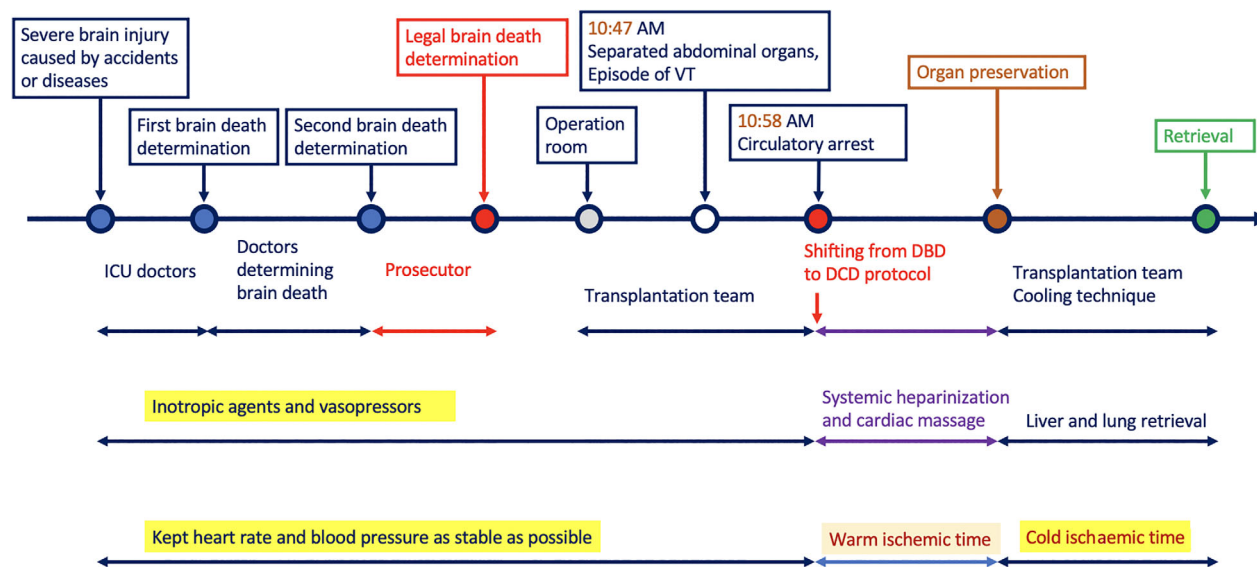 Severe brain injury
caused by accidents
or diseases
First brain death
determination
Second brain death
determination
Legal brain death
determination
Operation
room
10:47 AM
Separated abdominal organs,
Episode of VT
10:58 AM
Circulatory arrest
Organ preservation
Retrieval
ICU doctors
Doctors
determining
brain death
Prosecutor
Transplantation team
Shifting from DBD
to DCD protocol
Transplantation team
Cooling technique
Inotropic agents and vasopressors
Systemic heparinization
and cardiac massage
Liver and lung retrieval
Kept heart rate and blood pressure as stable as possible
Warm ischemic time
Cold ischaemic time